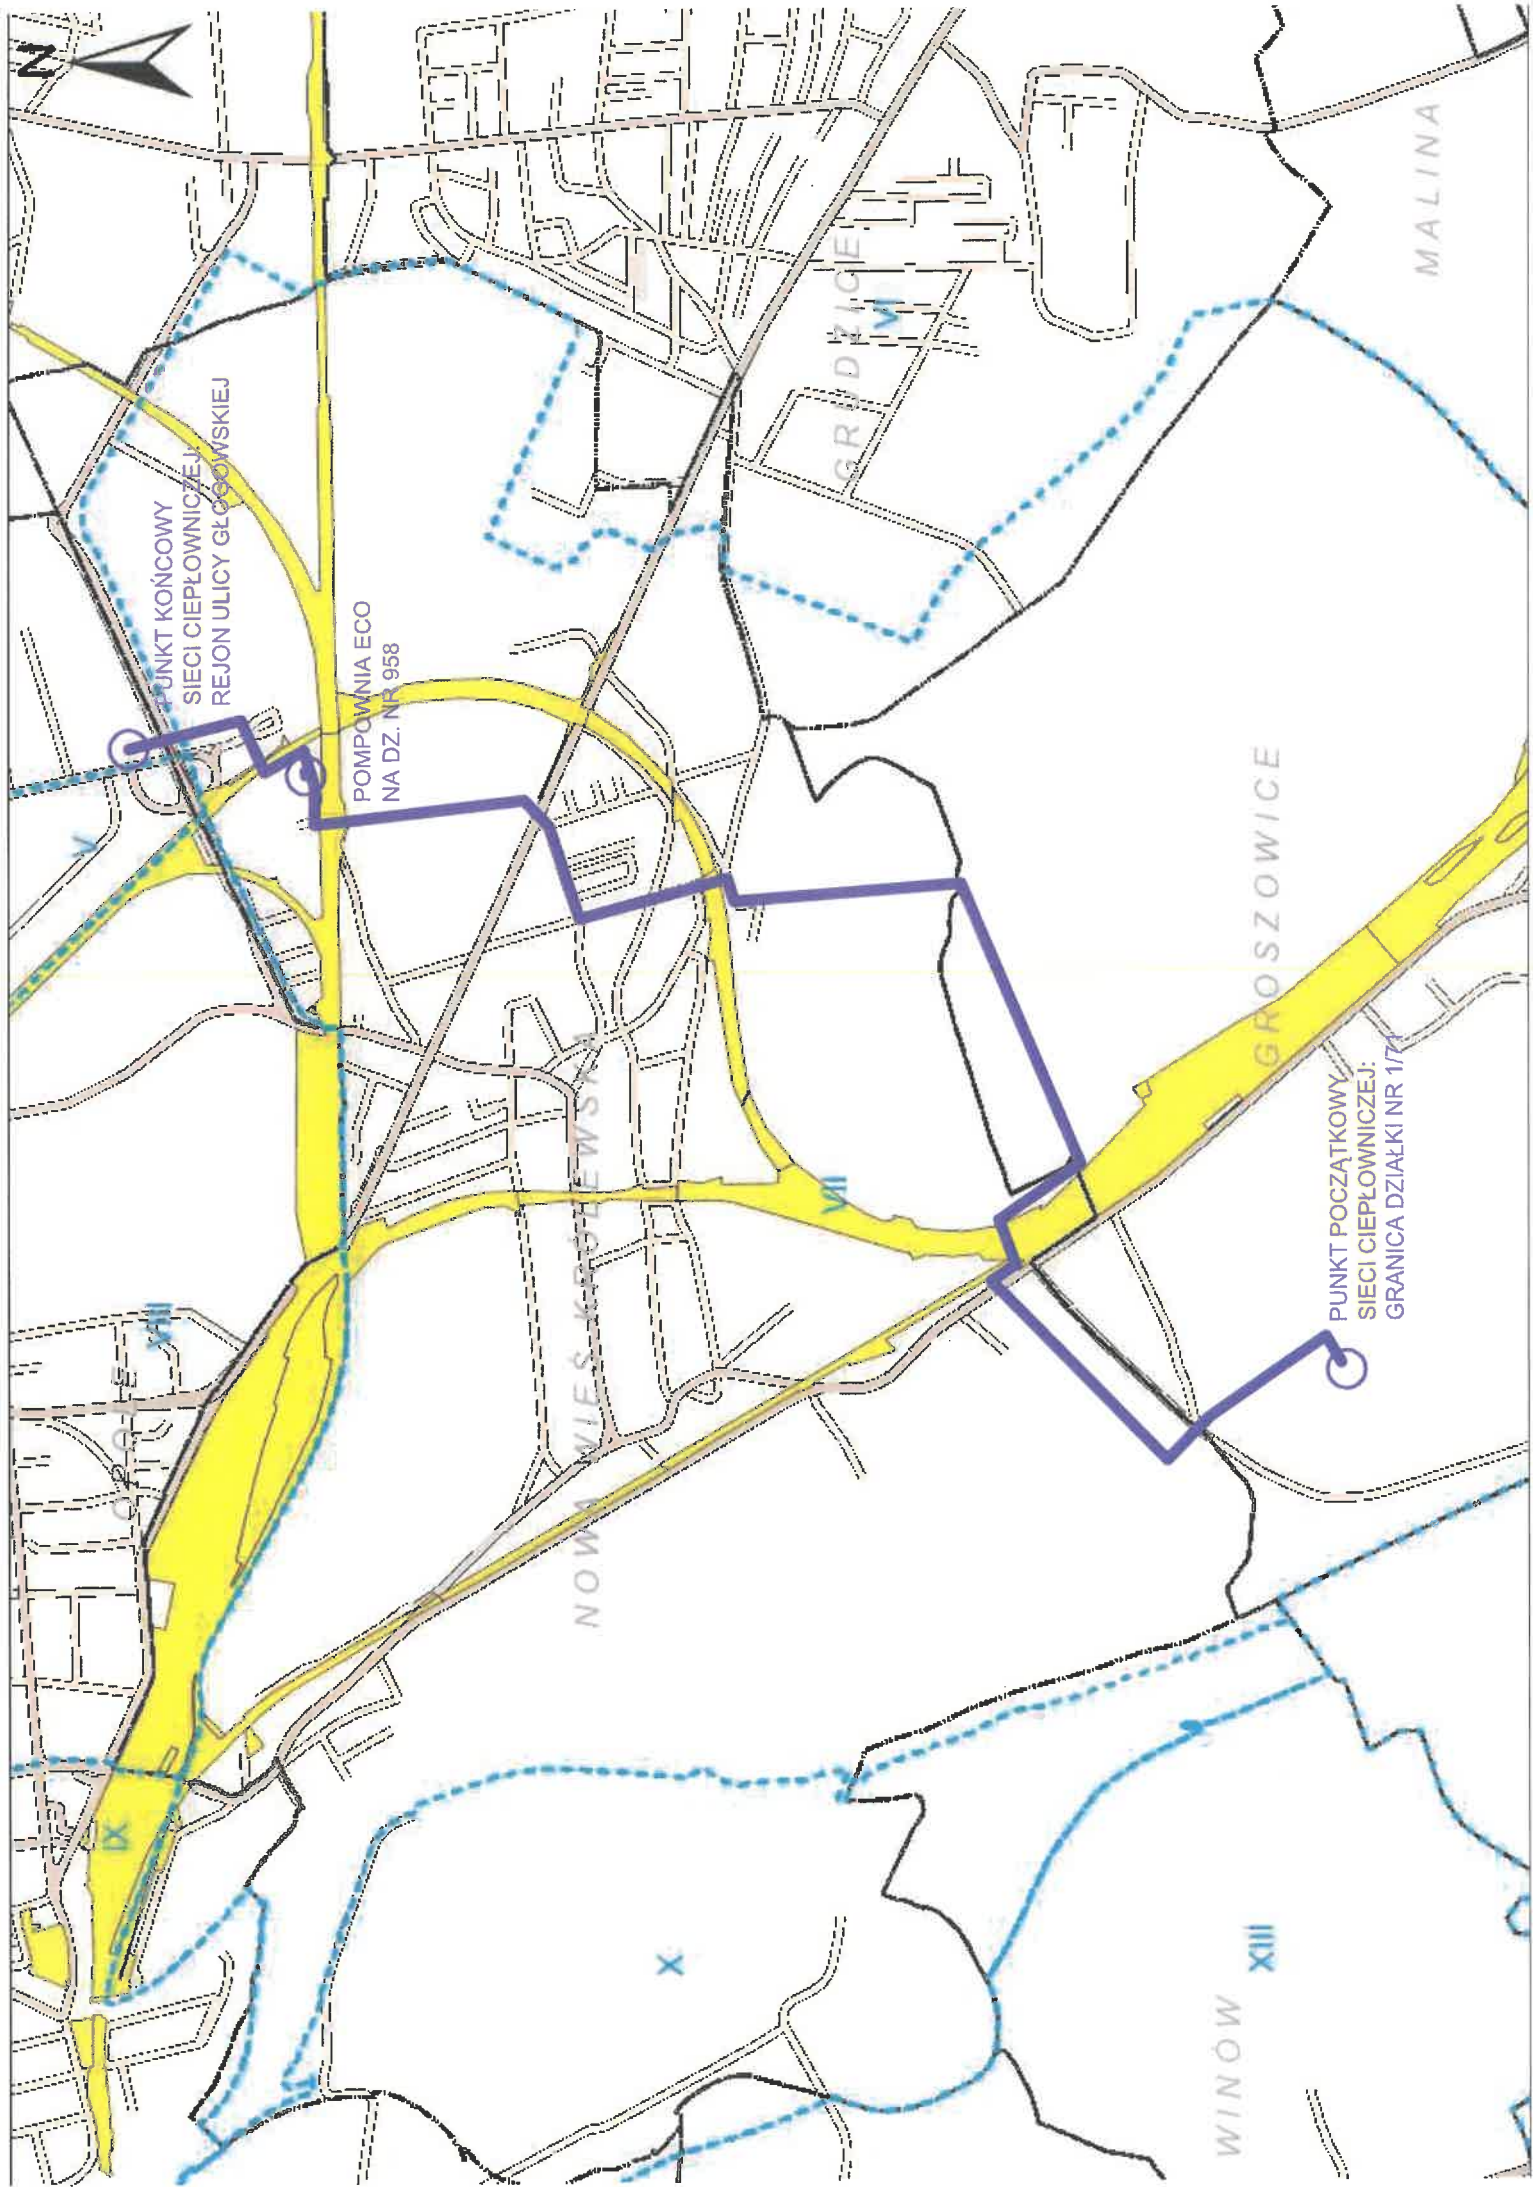 N
PUNKT KOŃCOWY
SIECI CIEPŁOWNICZEJ:
REJON ULICY GŁOGOWSKIEJ
POMPOWNIA ECO
NA DZ. NR 958
V
VIII
OPOLE
IX
GRUDZICE
VI
MALINA
NOWA WIEŚ KRÓLEWSKA
VII
GROSZOWICE
PUNKT POCZĄTKOWY
SIECI CIEPŁOWNICZEJ:
GRANICA DZIAŁKI NR 1/71
X
XIII
WINÓW